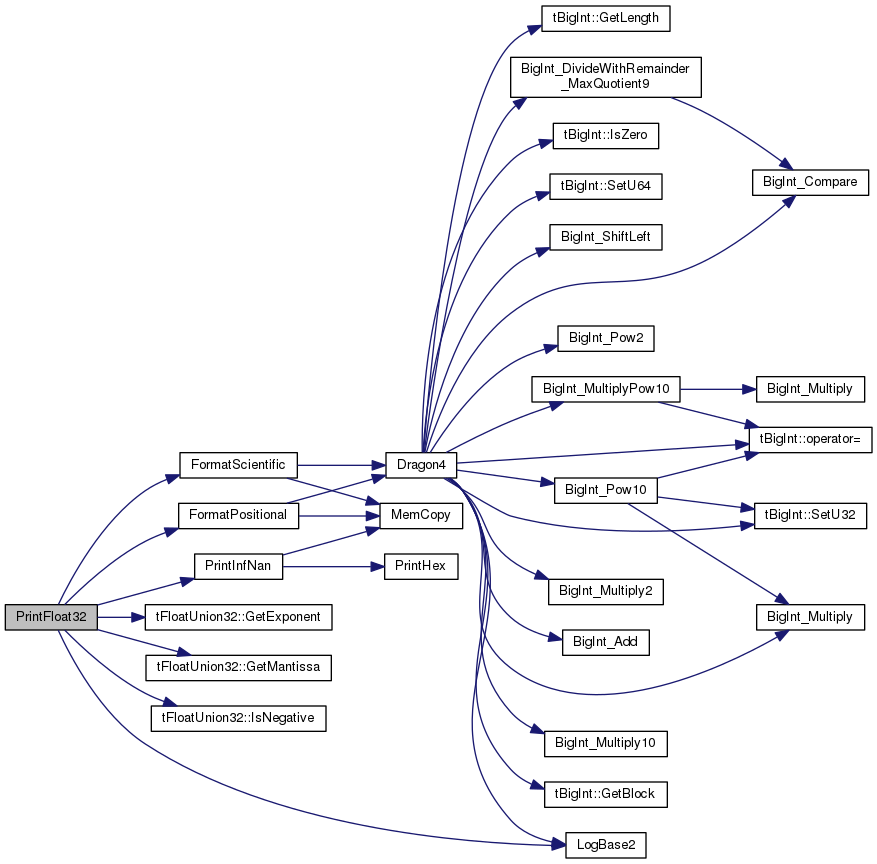 tBigInt::GetLength
BigInt_DivideWithRemainder
_MaxQuotient9
tBigInt::IsZero
BigInt_Compare
tBigInt::SetU64
BigInt_ShiftLeft
BigInt_Pow2
BigInt_MultiplyPow10
BigInt_Multiply
tBigInt::operator=
FormatScientific
Dragon4
BigInt_Pow10
FormatPositional
MemCopy
tBigInt::SetU32
PrintInfNan
PrintHex
BigInt_Multiply2
PrintFloat32
tFloatUnion32::GetExponent
BigInt_Multiply
BigInt_Add
tFloatUnion32::GetMantissa
tFloatUnion32::IsNegative
BigInt_Multiply10
tBigInt::GetBlock
LogBase2